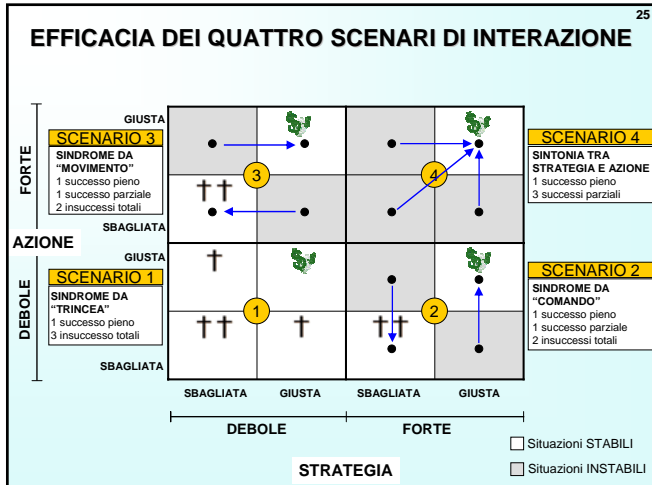 25
EFFICACIA DEI QUATTRO SCENARI DI INTERAZIONE
GIUSTA
SCENARIO 3
SINDROME DA
“MOVIMENTO”
1 successo pieno
1 successo parziale
2 insuccessi totali
SBAGLIATA
3
4
SCENARIO 4
SINTONIA TRA
STRATEGIA E AZIONE
1 successo pieno
3 successi parziali
FORTE
AZIONE
DEBOLE
GIUSTA
SCENARIO 1
SINDROME DA
“TRINCEA”
1 successo pieno
3 insuccesso totali
SBAGLIATA
1
2
SCENARIO 2
SINDROME DA
“COMANDO”
1 successo pieno
1 successo parziale
2 insuccessi totali
SBAGLIATA GIUSTA SBAGLIATA GIUSTA
DEBOLE FORTE
STRATEGIA
Situazioni STABILI
Situazioni INSTABILI